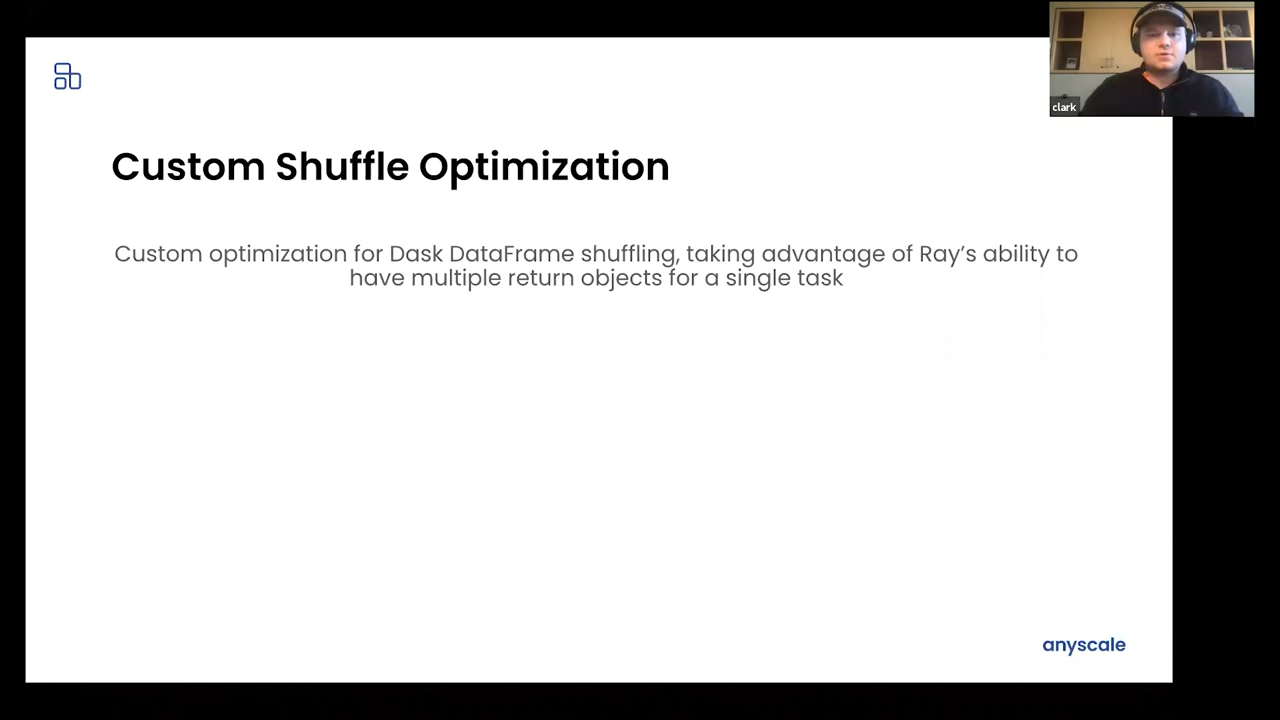 clark
Custom Shuffle Optimization
Custom optimization for Dask DataFrame shuffling, taking advantage of Ray’s ability to
have multiple return objects for a single task
anyscale